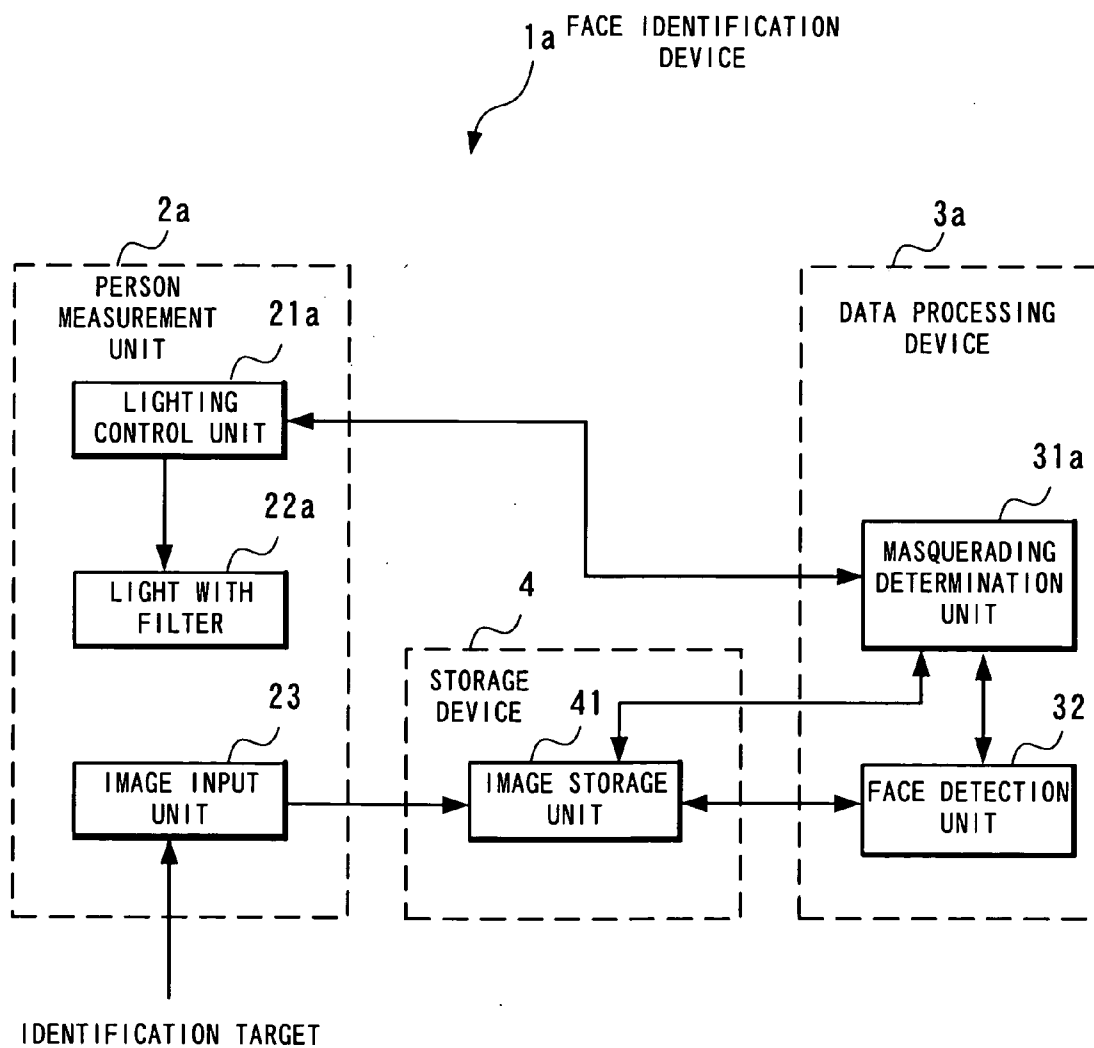 1a
FACE IDENTIFICATION
DEVICE
2a
PERSON
MEASUREMENT
UNIT
21a
LIGHTING
CONTROL UNIT
22a
LIGHT WITH
FILTER
23
IMAGE INPUT
UNIT
IDENTIFICATION TARGET
4
STORAGE
DEVICE
41
IMAGE STORAGE
UNIT
3a
DATA PROCESSING
DEVICE
31a
MASQUERADING
DETERMINATION
UNIT
32
FACE DETECTION
UNIT